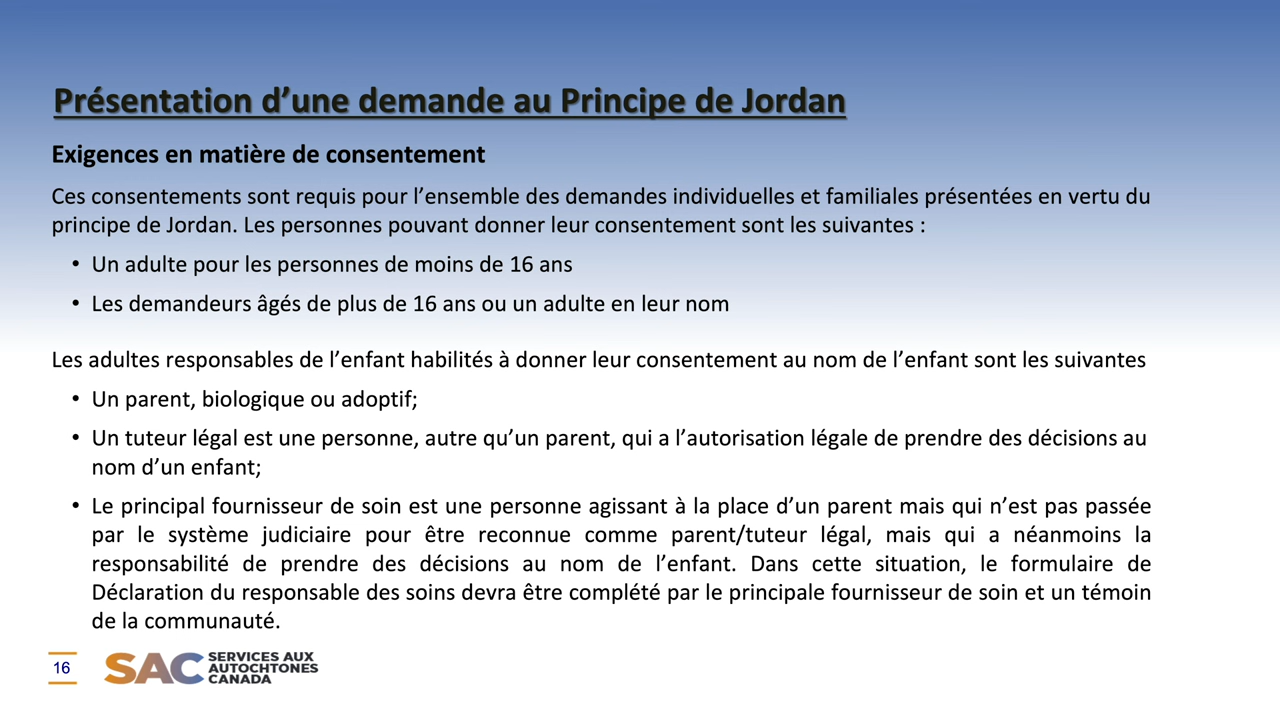 Présentation d’une demande au Principe de Jordan
Exigences en matière de consentement
Ces consentements sont requis pour l’ensemble des demandes individuelles et familiales présentées en vertu du
principe de Jordan. Les personnes pouvant donner leur consentement sont les suivantes :
• Un adulte pour les personnes de moins de 16 ans
• Les demandeurs âgés de plus de 16 ans ou un adulte en leur nom
Les adultes responsables de l’enfant habilités à donner leur consentement au nom de l’enfant sont les suivantes
• Un parent, biologique ou adoptif;
• Un tuteur légal est une personne, autre qu’un parent, qui a l’autorisation légale de prendre des décisions au
nom d’un enfant;
• Le principal fournisseur de soin est une personne agissant à la place d’un parent mais qui n’est pas passée
par le système judiciaire pour être reconnue comme parent/tuteur légal, mais qui a néanmoins la
responsabilité de prendre des décisions au nom de l’enfant. Dans cette situation, le formulaire de
Déclaration du responsable des soins devra être complété par le principale fournisseur de soin et un témoin
de la communauté.
16
SAC
SERVICES AUX
AUTOCHTONES
CANADA